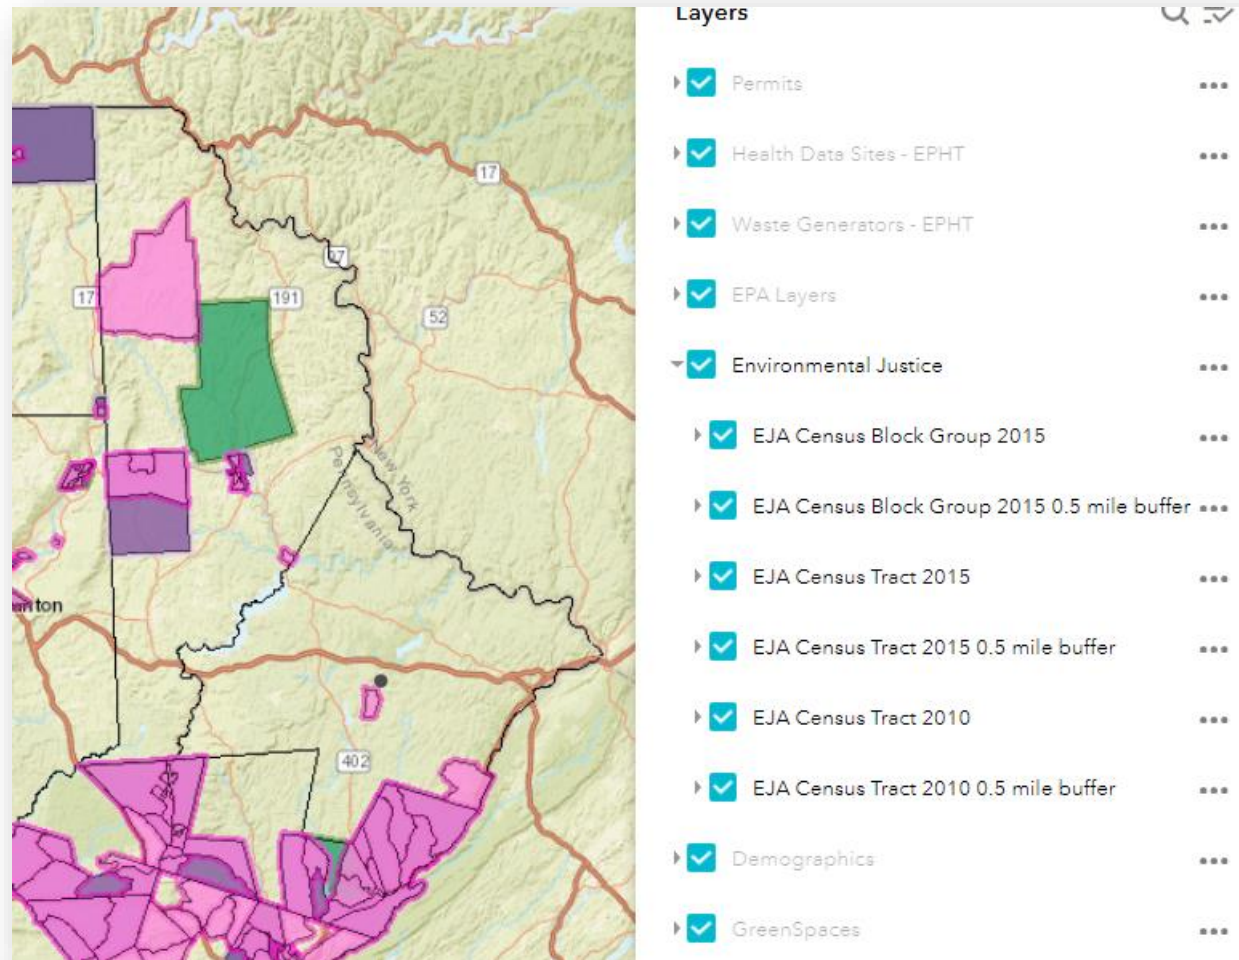 Layers
Permits
Health Data Sites - EPHT
Waste Generators - EPHT
EPA Layers
Environmental Justice
EJA Census Block Group 2015
EJA Census Block Group 2015 0.5 mile buffer
EJA Census Tract 2015
EJA Census Tract 2015 0.5 mile buffer
EJA Census Tract 2010
EJA Census Tract 2010 0.5 mile buffer
Demographics
GreenSpaces
17
17
191
52
New York
Pennsylvania
402